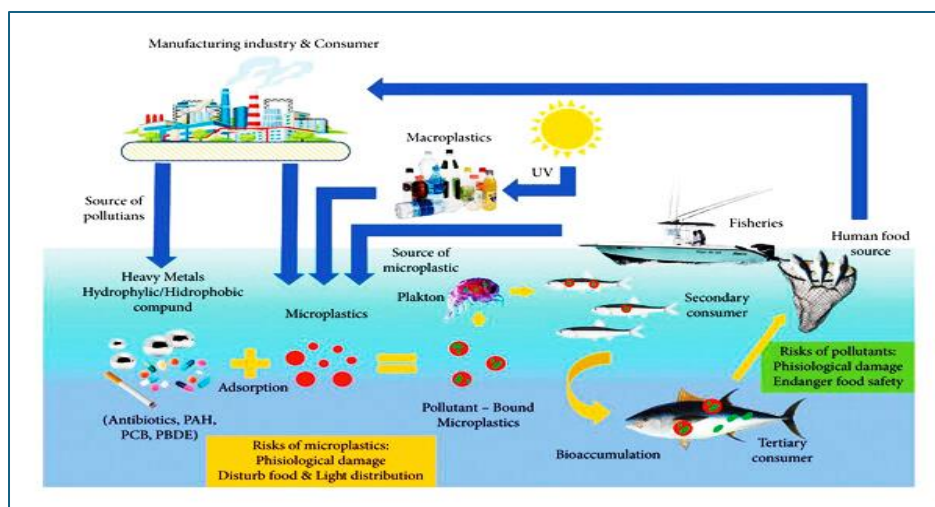 Manufacturing industry & Consumer
Macroplastics
UV
Source of
pollutians
Fisheries
Human food
source
Heavy Metals
Hydrophylic/Hidrophobic
compund
Source of
microplastic
Microplastics
Plakton
Secondary
consumer
Adsorption
Risks of pollutants:
Phisiological damage
Endanger food safety
(Antibiotics, PAH,
PCB, PBDE)
Pollutant – Bound
Microplastics
Risks of microplastics:
Phisiological damage
Disturb food & Light distribution
Bioaccumulation
Tertiary
consumer